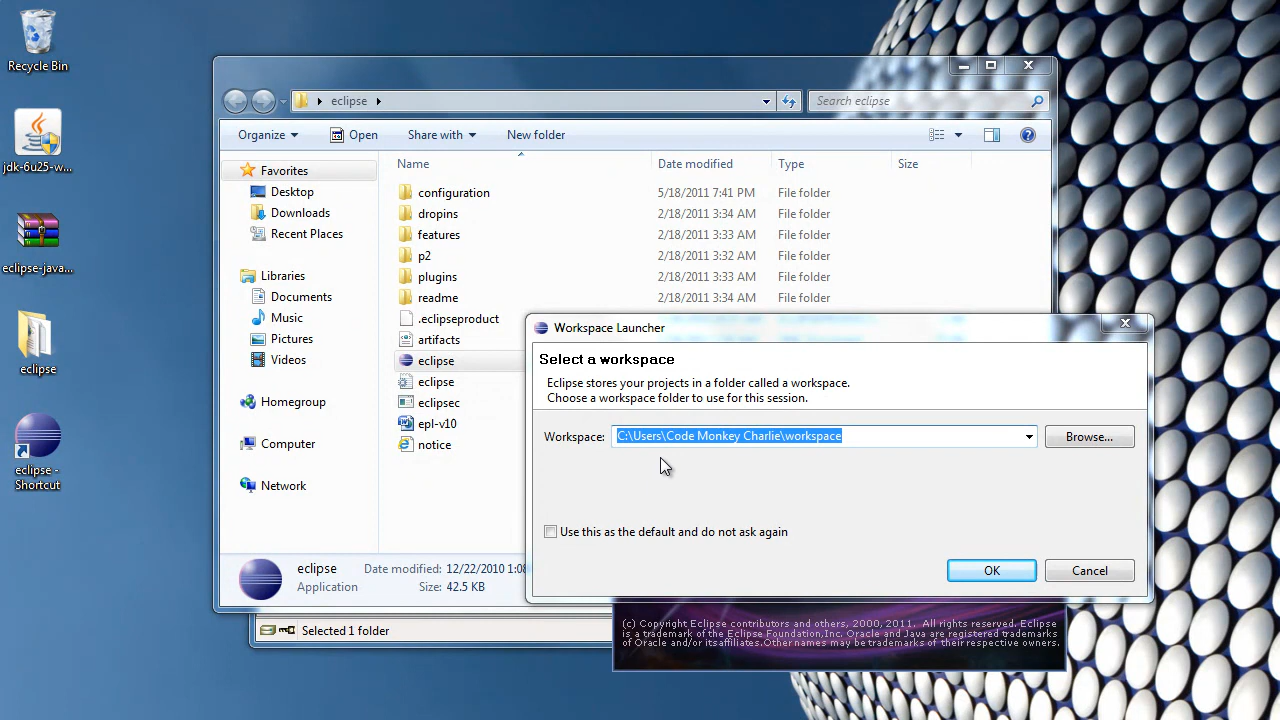 Recycle Bin
jdk-6u25-w...
eclipse-java...
eclipse
eclipse -
Shortcut
eclipse
Search eclipse
Organize
Open
Share with
New folder
Name
Date modified
Type
Size
Favorites
Desktop
Downloads
Recent Places
Libraries
Documents
Music
Pictures
Videos
Homegroup
Computer
Network
configuration 5/18/2011 7:41 PM File folder
dropins 2/18/2011 3:34 AM File folder
features 2/18/2011 3:33 AM File folder
p2 2/18/2011 3:32 AM File folder
plugins 2/18/2011 3:33 AM File folder
readme 2/18/2011 3:34 AM File folder
.eclipseproduct
artifacts
eclipse
eclipse
eclipsec
epl-v10
notice
eclipse Date modified: 12/22/2010 1:08
Application Size: 42.5 KB
Selected 1 folder
Workspace Launcher
Select a workspace
Eclipse stores your projects in a folder called a workspace.
Choose a workspace folder to use for this session.
Workspace: C:\Users\Code Monkey Charlie\workspace
Browse...
Use this as the default and do not ask again
OK
Cancel
(c) Copyright Eclipse contributors and others, 2000, 2011. All rights reserved. Eclipse
is a trademark of the Eclipse Foundation,Inc. Oracle and Java are registered trademarks
of Oracle and/or itsaffiliates.Other names may be trademarks of their respective owners.